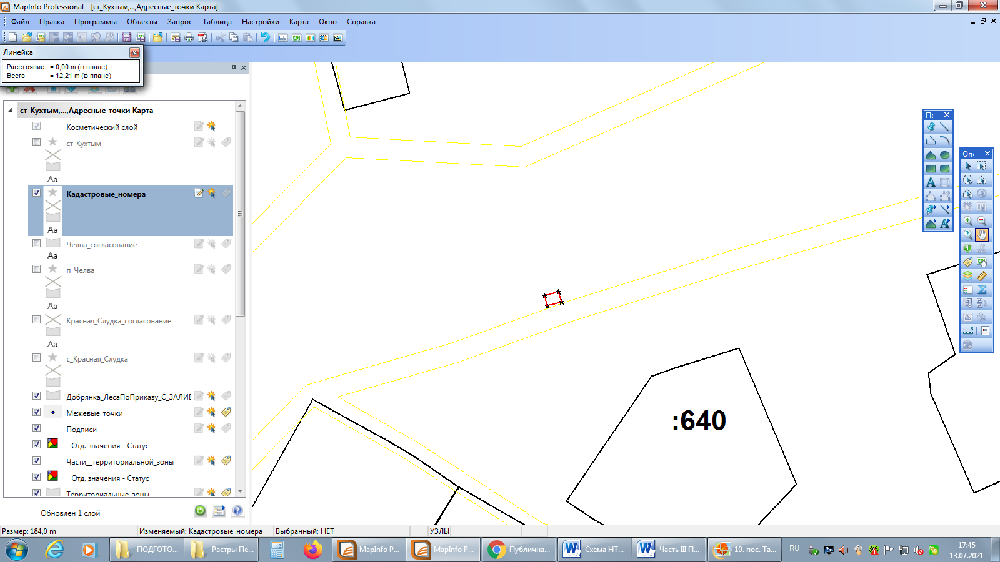 MapInfo Professional - [ст_Кухтым,...,Адресные_точки Карта]
Файл Правка Программы Объекты Запрос Таблица Настройки Карта Окно Справка
Линейка
Расстояние = 0,00 m (в плане)
Всего = 12,21 m (в плане)
ст_Кухтым,...,Адресные_точки Карта
Косметический слой
ст_Кухтым
Aa
Кадастровые_номера
Aa
Челва_согласование
Aa
п_Челва
Aa
Красная_Слудка_согласование
Aa
с_Красная_Слудка
Добрянка_ЛесаПоПриказу_С_ЗАЛИЕ
Межевые_точки
Подписи
Отд. значения - Статус
Части__территориальной_зоны
Отд. значения - Статус
Территориальные_зоны
Обновлён 1 слой
:640
Пе
Оп
Размер: 184,0 m Изменяемый: Кадастровые_номера Выбранный: НЕТ УЗЛЫ
ПОДГОТО... Растры Пе... MapInfo P... MapInfo P... Публична... Схема НТ... Часть III П... 10. пос. Та... RU 17:45
13.07.2021